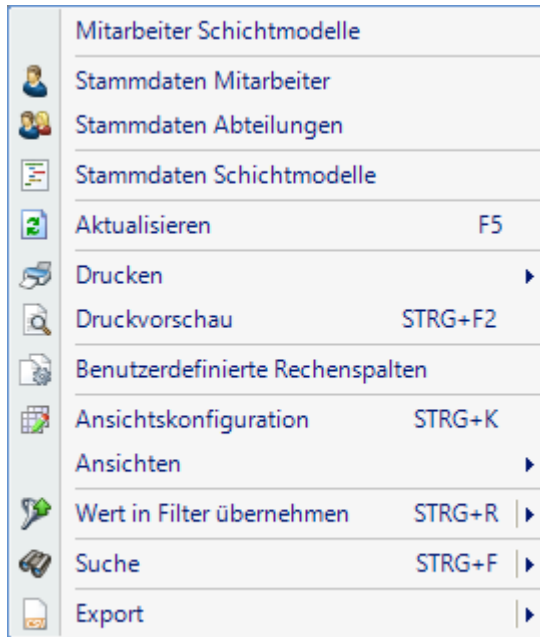 Mitarbeiter Schichtmodelle
Stammdaten Mitarbeiter
Stammdaten Abteilungen
Stammdaten Schichtmodelle
Aktualisieren F5
Drucken
Druckvorschau STRG+F2
Benutzerdefinierte Rechenspalten
Ansichtskonfiguration STRG+K
Ansichten
Wert in Filter übernehmen STRG+R
Suche STRG+F
Export